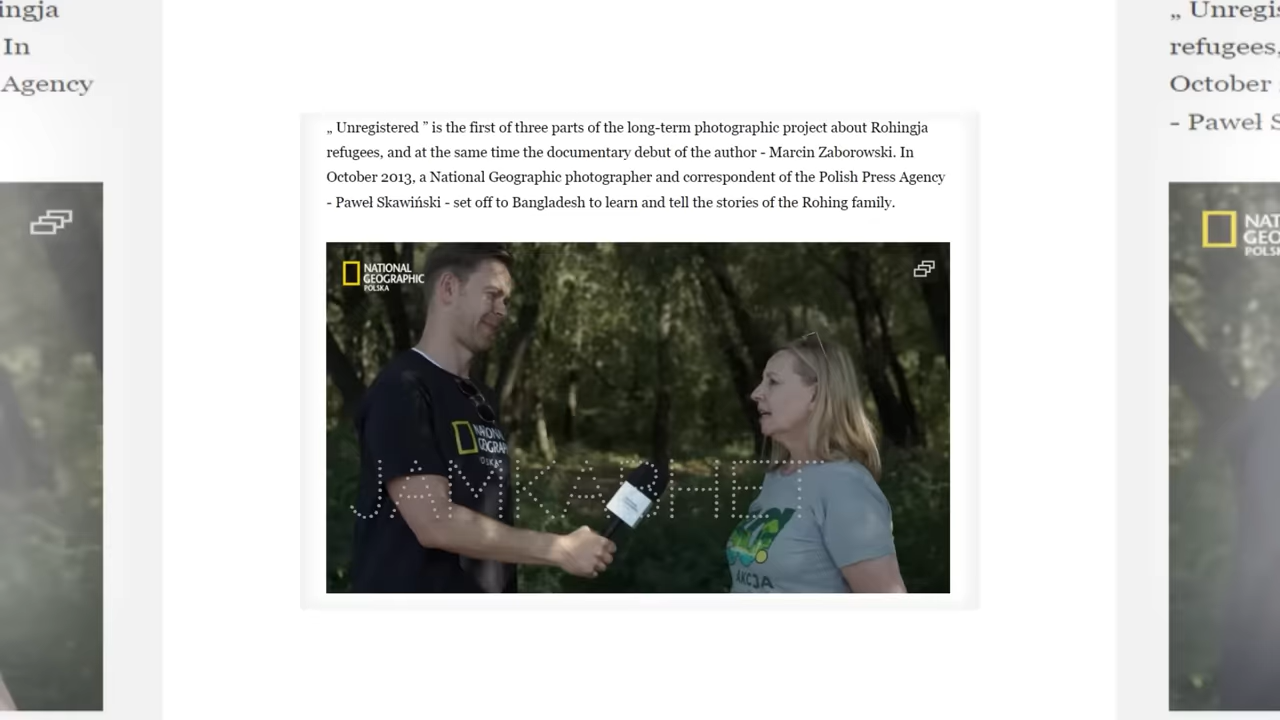 ingja
In
Agency
„ Unregistered ” is the first of three parts of the long-term photographic project about Rohingja
refugees, and at the same time the documentary debut of the author - Marcin Zaborowski. In
October 2013, a National Geographic photographer and correspondent of the Polish Press Agency
- Paweł Skawiński - set off to Bangladesh to learn and tell the stories of the Rohing family.
NATIONAL
GEOGRAPHIC
POLSKA
AKCJA
„ Unregis
refugees,
October
- Paweł S
NAT
GEO
POLSK